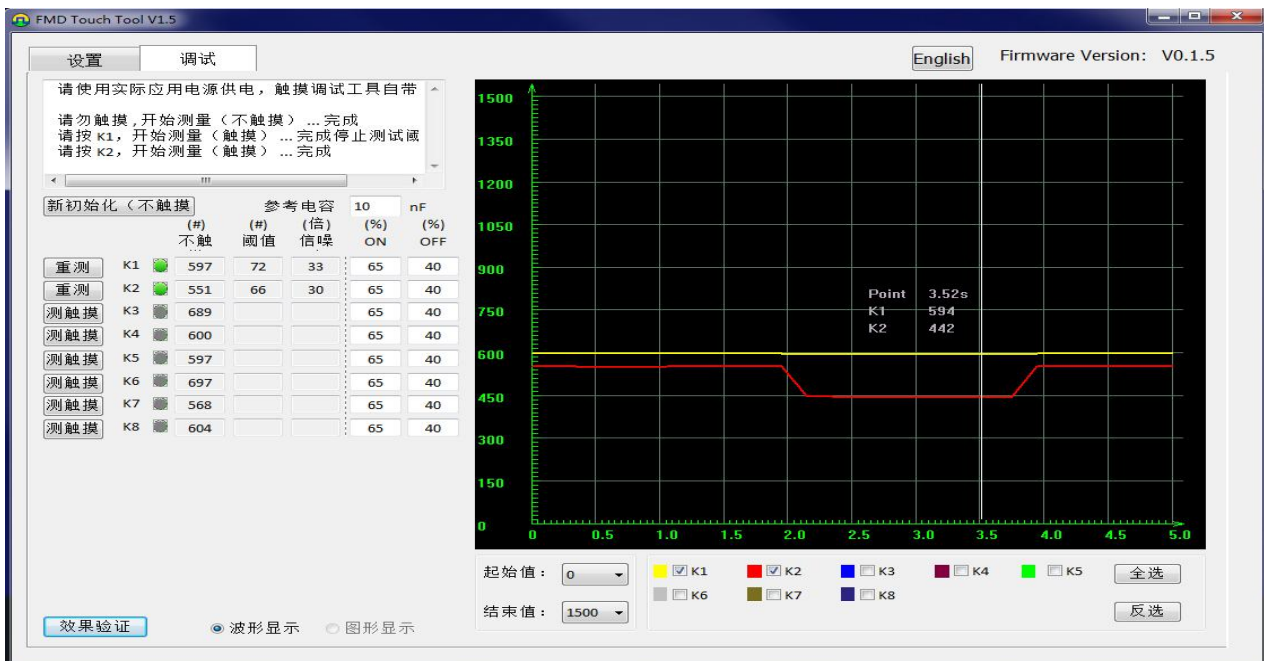 FMD Touch Tool V1.5
设置 调试 English Firmware Version: V0.1.5
请使用实际应用电源供电，触摸调试工具自带
请勿触摸,开始测量（不触摸）...完成
请按K1，开始测量（触摸）...完成停止测试阈
请按K2，开始测量（触摸）...完成
新初始化（不触摸 参考电容 10 nF
(#) (#) (倍) (%) (%)
不触 阈值 信噪 ON OFF
重测 K1 597 72 33 65 40
重测 K2 551 66 30 65 40
测触摸 K3 689 65 40
测触摸 K4 600 65 40
测触摸 K5 597 65 40
测触摸 K6 697 65 40
测触摸 K7 568 65 40
测触摸 K8 604 65 40
效果验证 波形显示 图形显示
1500
1350
1200
1050
900
750
600
450
300
150
0
Point 3.52s
K1 594
K2 442
0 0.5 1.0 1.5 2.0 2.5 3.0 3.5 4.0 4.5 5.0
起始值： 0
结束值： 1500
K1 K2 K3 K4 K5 全选
K6 K7 K8 反选